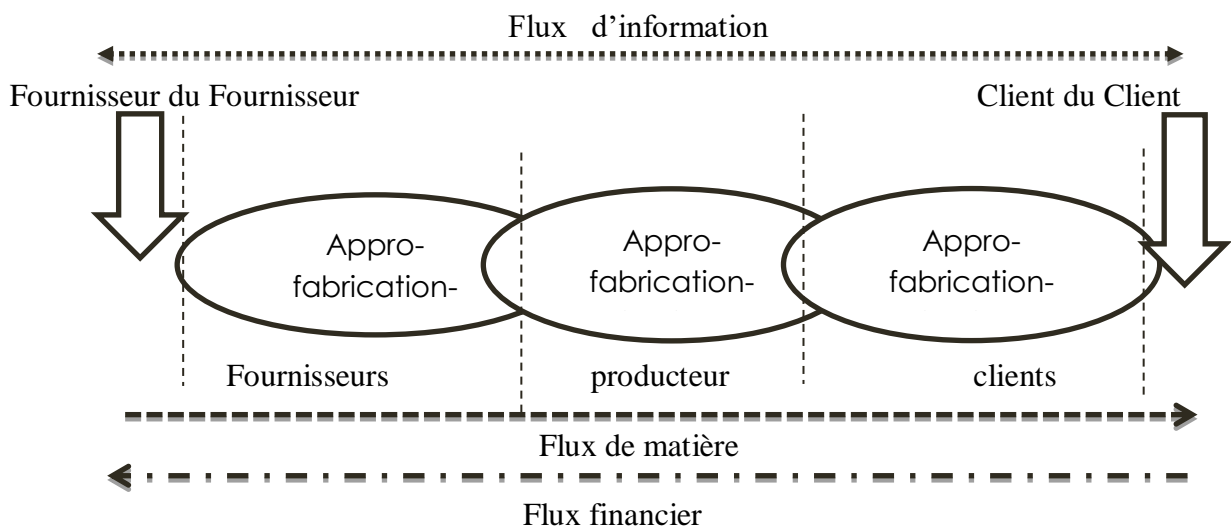 Flux d’information
Fournisseur du Fournisseur
Client du Client
Appro-
fabrication-
Appro-
fabrication-
Appro-
fabrication-
Fournisseurs
producteur
clients
Flux de matière
Flux financier